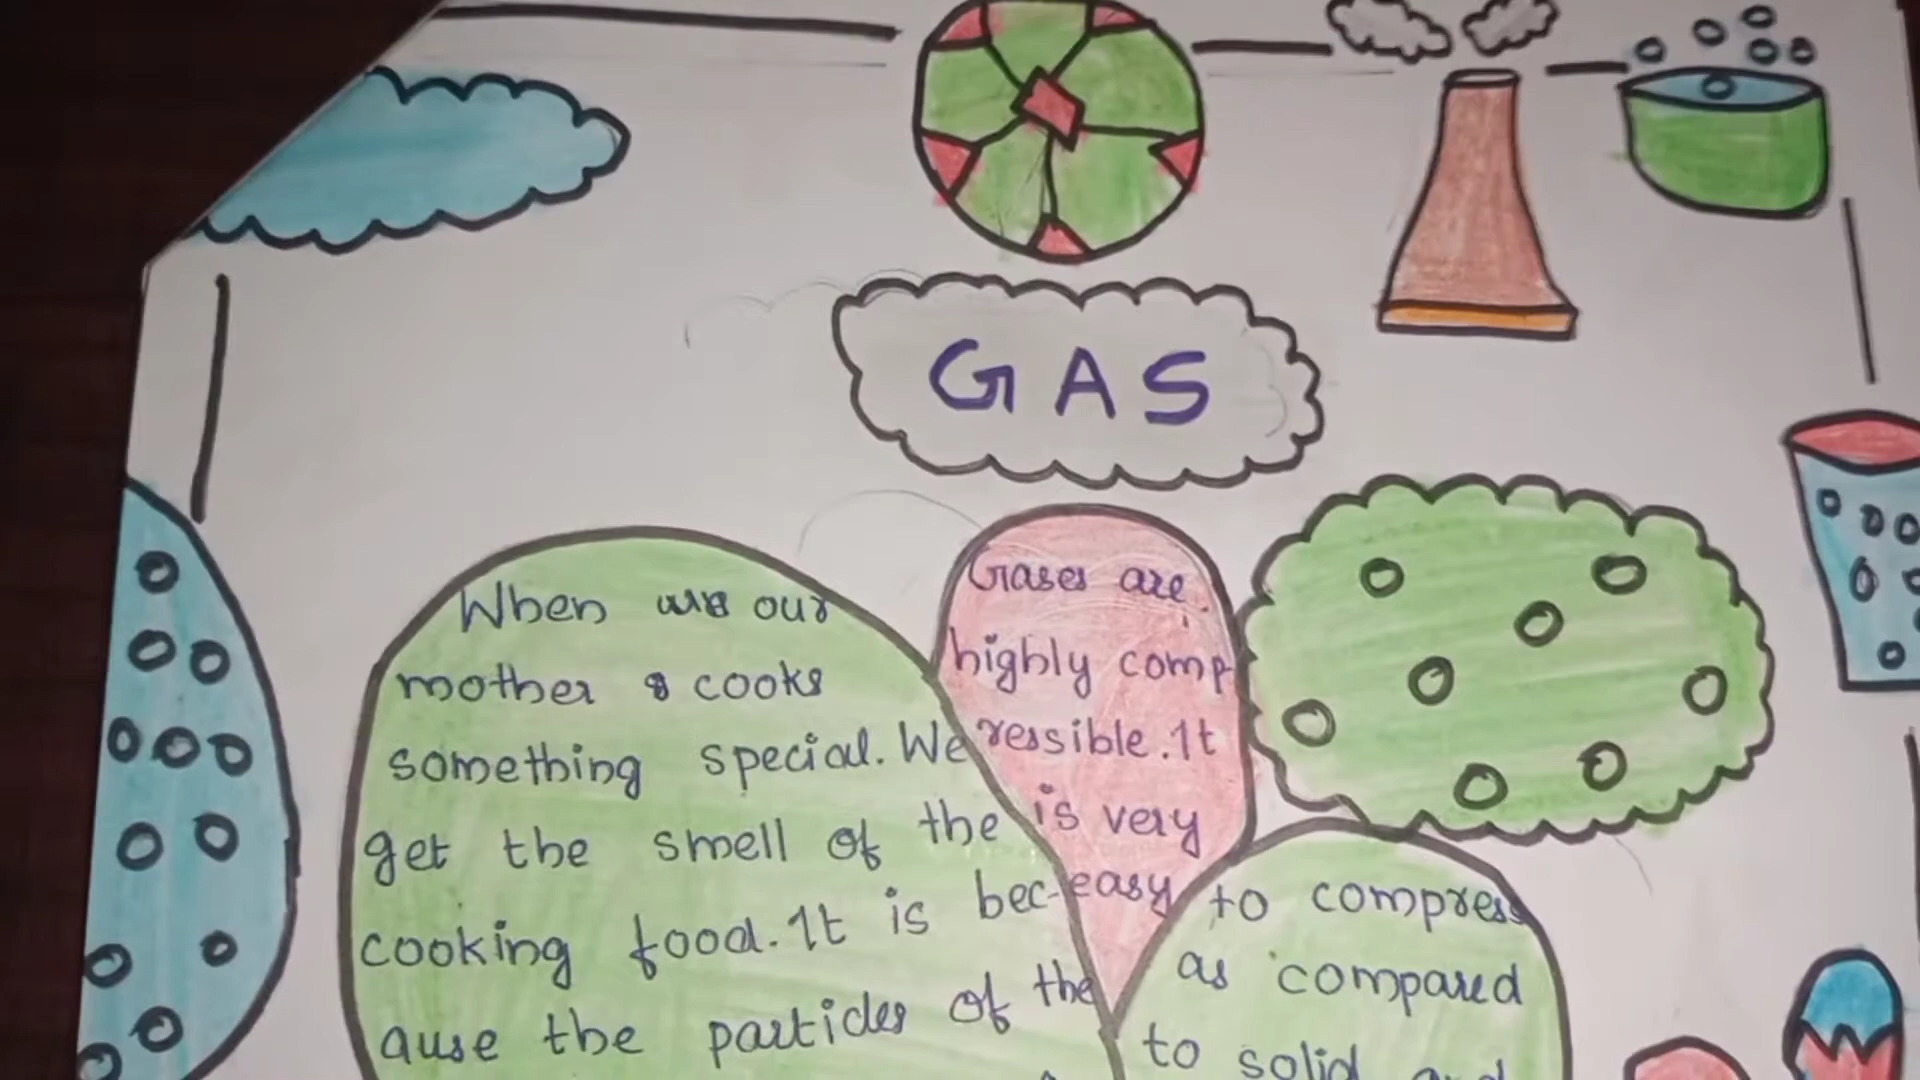 GAS
When our
mother cooks
something special. We
get the smell of the
cooking food. It is bec-
ause the particles of the
Gases are
highly comp
ressible. It
is very
easy to compress
as compared
to solid and